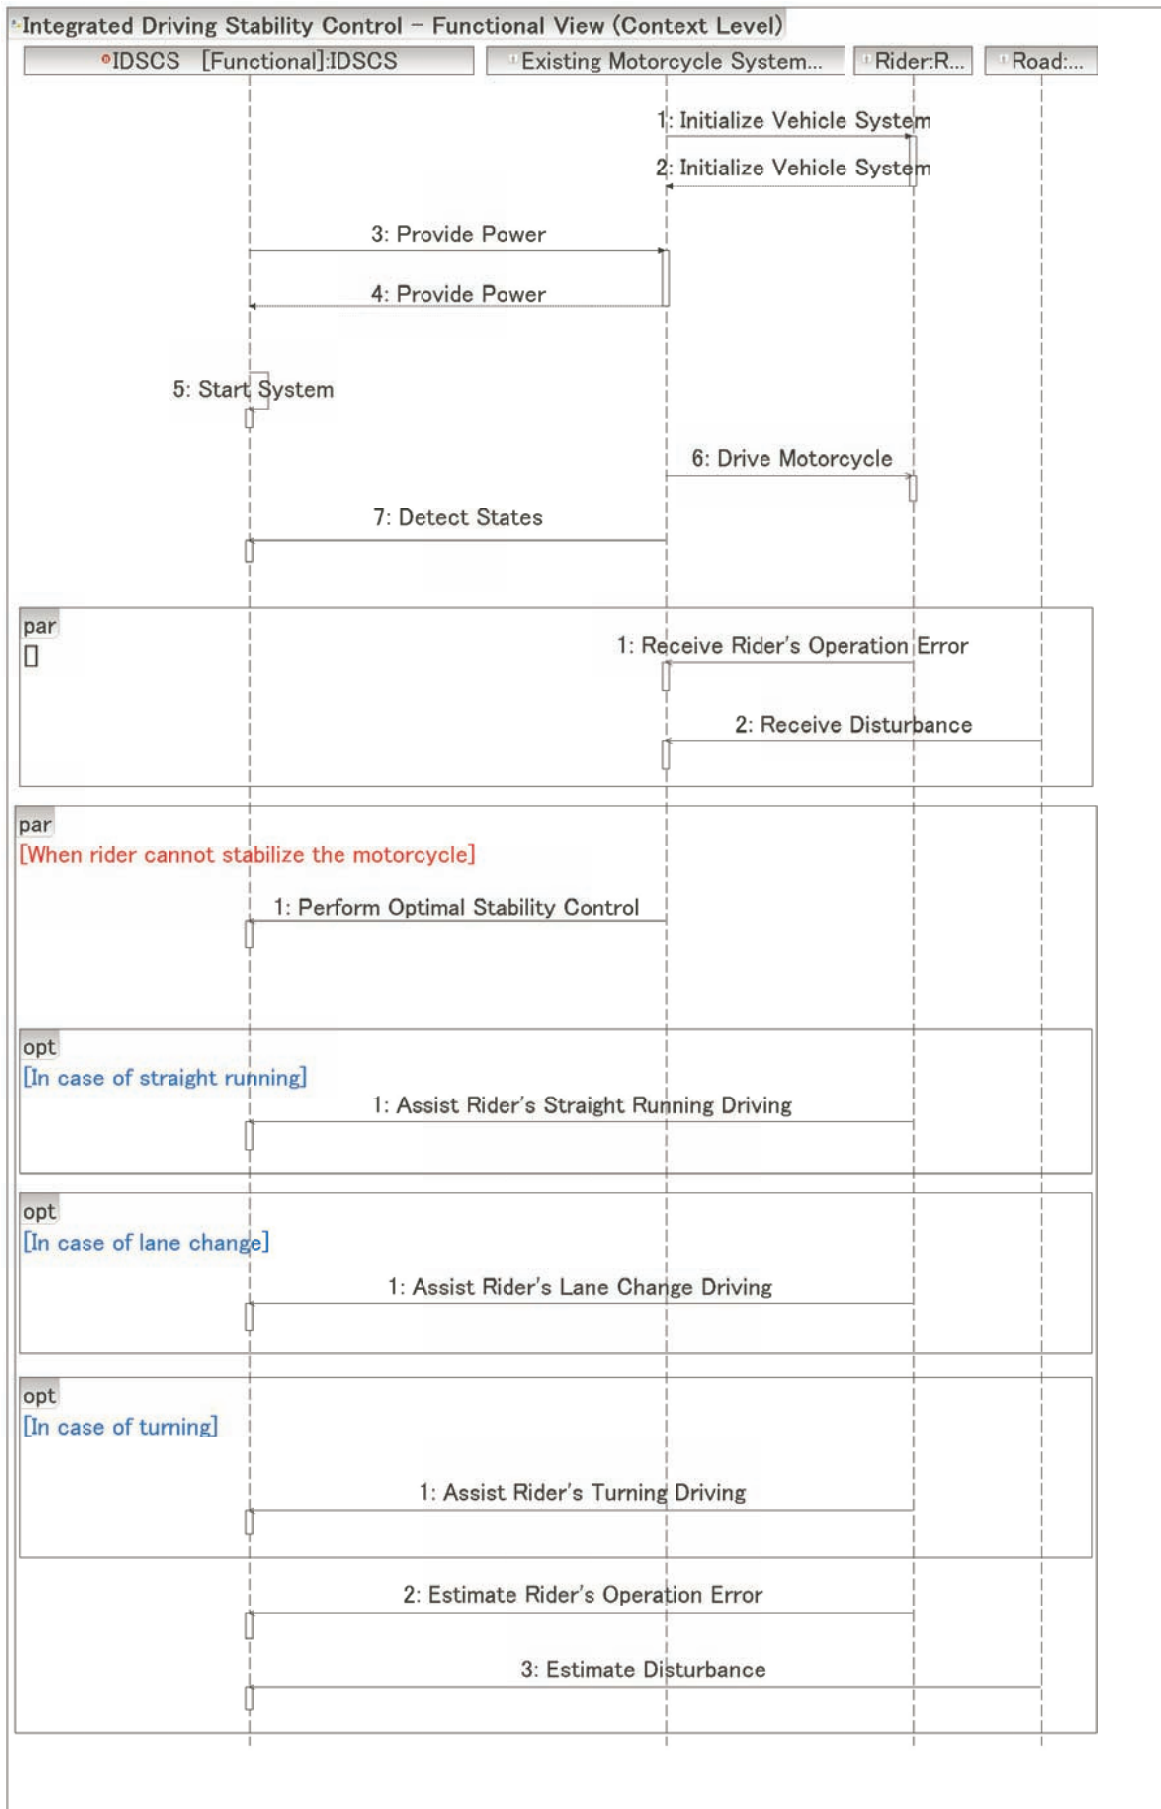 Integrated Driving Stability Control - Functional View (Context Level)
IDSCS [Functional]:IDSCS
Existing Motorcycle System...
Rider:R...
Road:...
1: Initialize Vehicle System
2: Initialize Vehicle System
3: Provide Power
4: Provide Power
5: Start System
6: Drive Motorcycle
7: Detect States
par
[]
1: Receive Rider's Operation Error
2: Receive Disturbance
par
[When rider cannot stabilize the motorcycle]
1: Perform Optimal Stability Control
opt
[In case of straight running]
1: Assist Rider's Straight Running Driving
opt
[In case of lane change]
1: Assist Rider's Lane Change Driving
opt
[In case of turning]
1: Assist Rider's Turning Driving
2: Estimate Rider's Operation Error
3: Estimate Disturbance